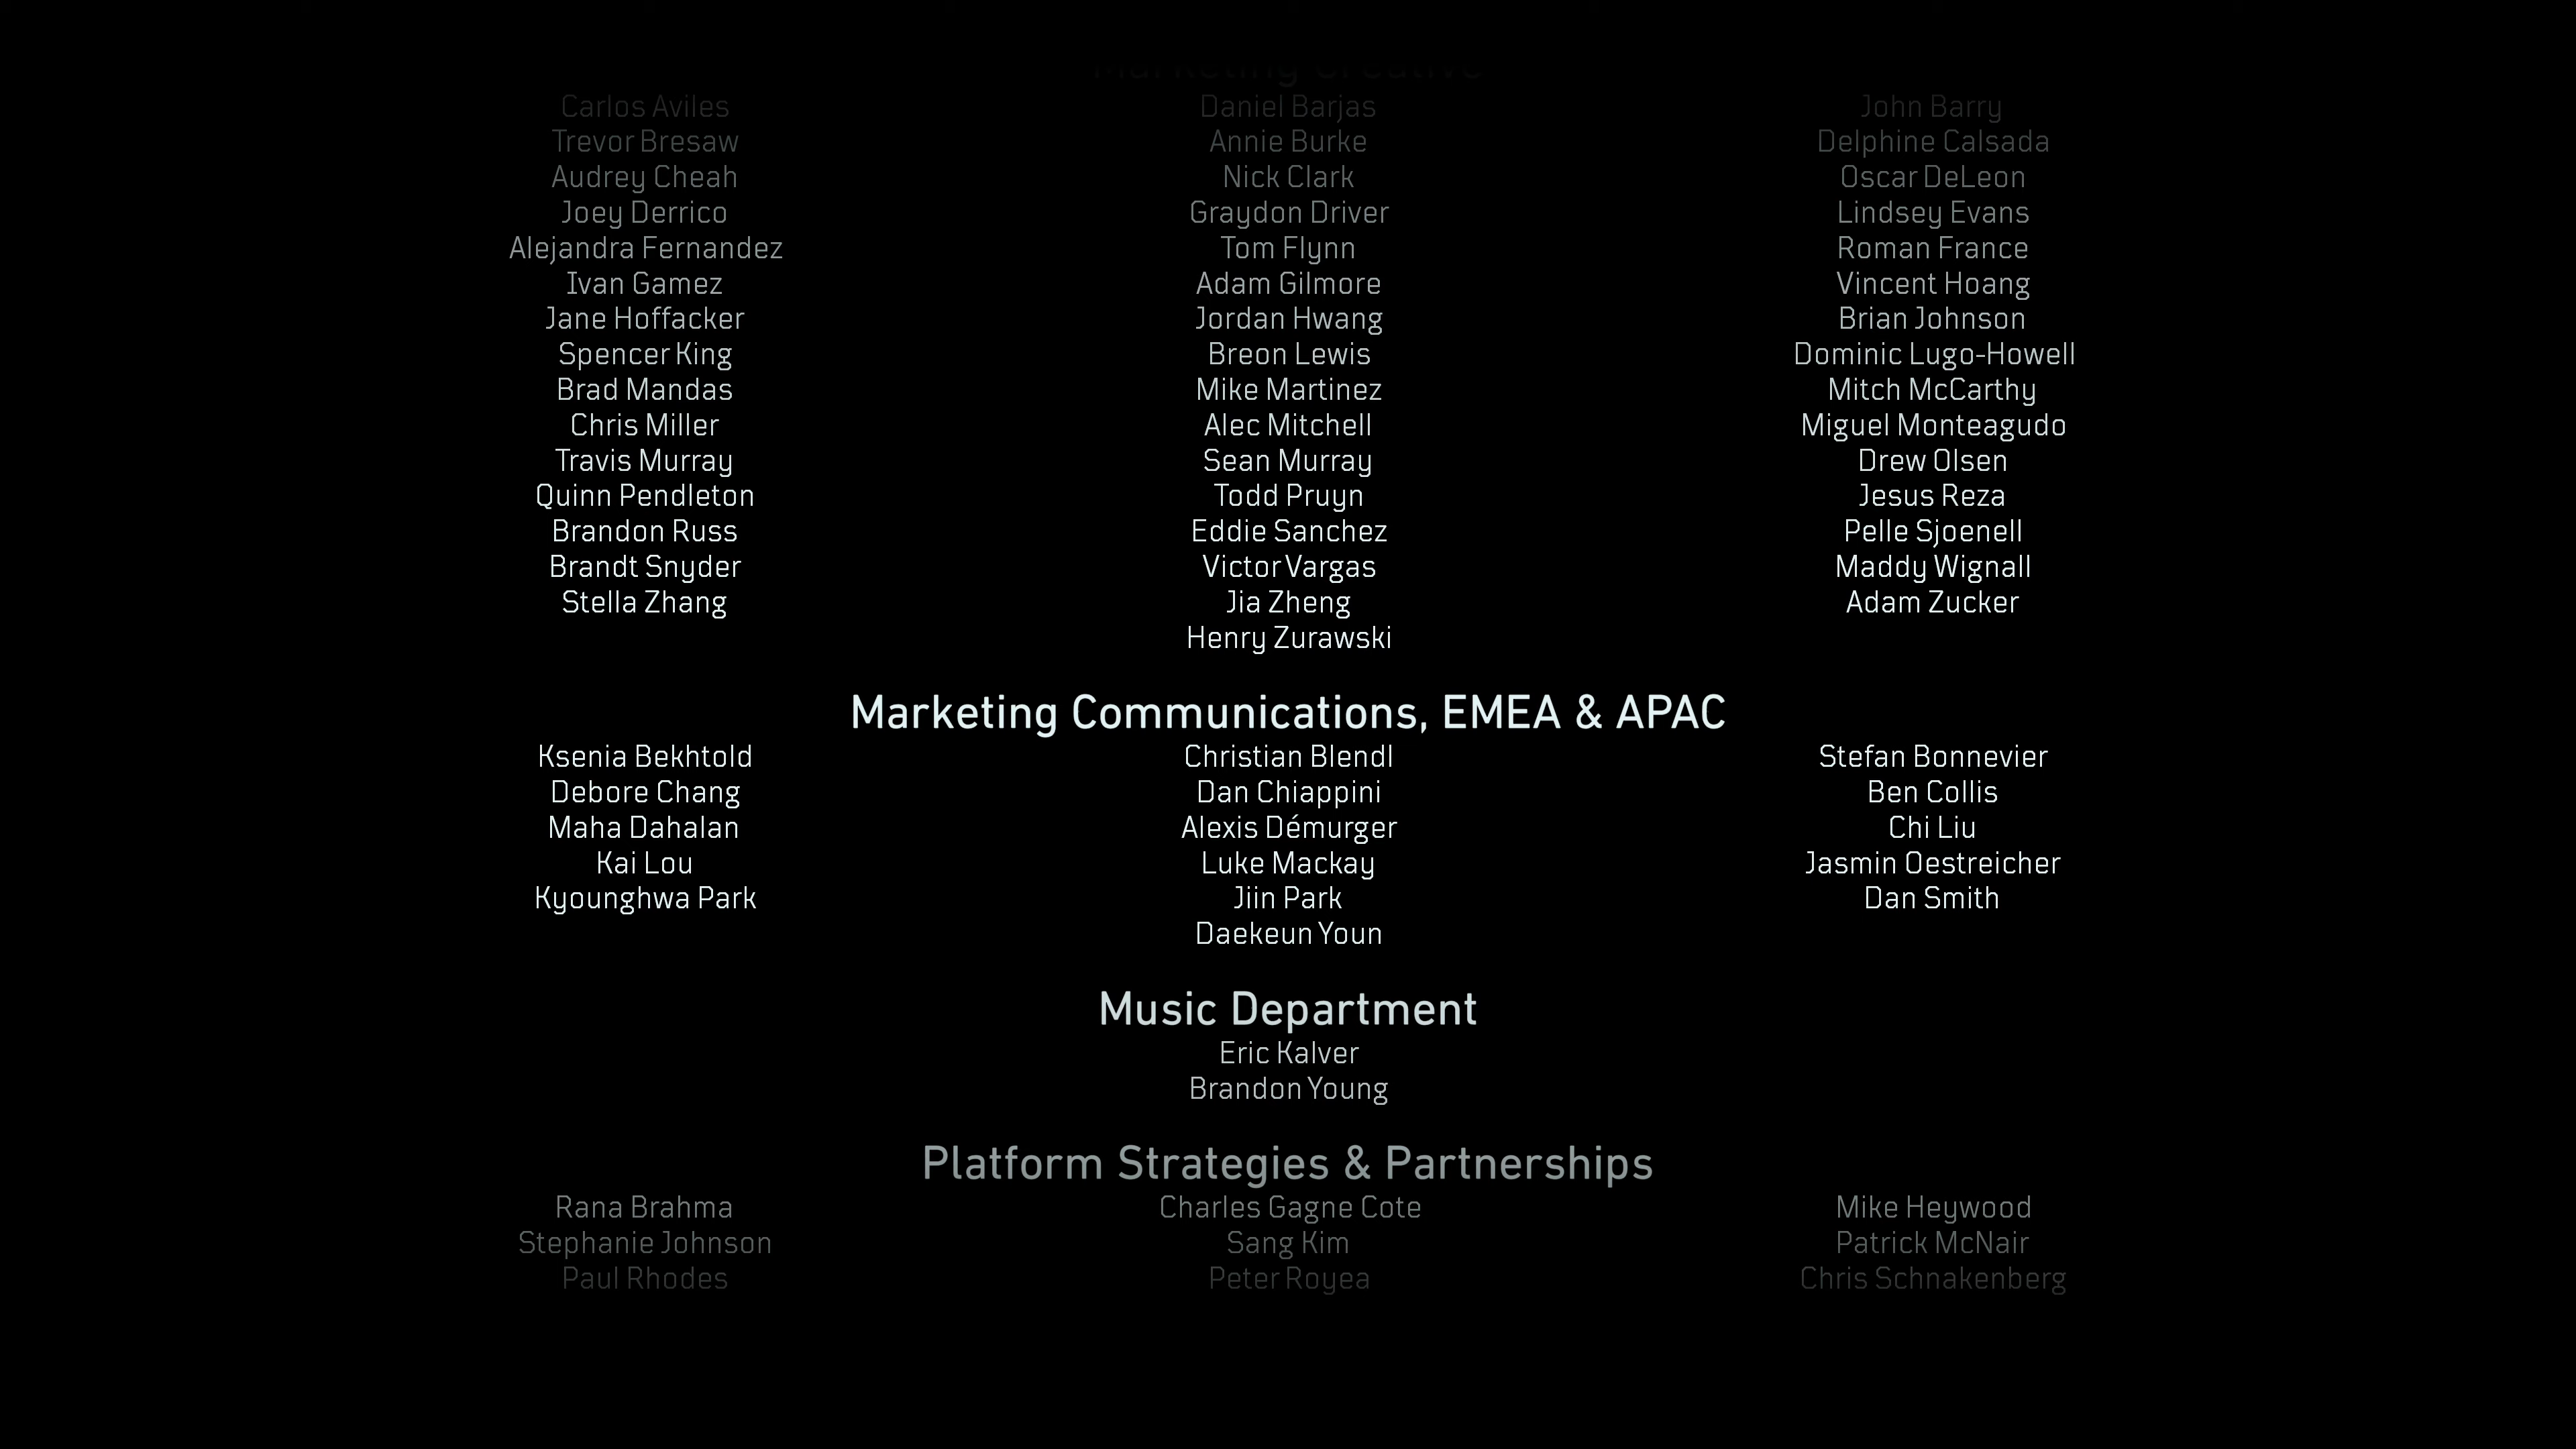 Marketing Creative
Carlos Aviles Daniel Barjas John Barry
Trevor Bresaw Annie Burke Delphine Calsada
Audrey Cheah Nick Clark Oscar DeLeon
Joey Derrico Graydon Driver Lindsey Evans
Alejandra Fernandez Tom Flynn Roman France
Ivan Gamez Adam Gilmore Vincent Hoang
Jane Hoffacker Jordan Hwang Brian Johnson
Spencer King Breon Lewis Dominic Lugo-Howell
Brad Mandas Mike Martinez Mitch McCarthy
Chris Miller Alec Mitchell Miguel Monteagudo
Travis Murray Sean Murray Drew Olsen
Quinn Pendleton Todd Pruyn Jesus Reza
Brandon Russ Eddie Sanchez Pelle Sjoenell
Brandt Snyder Victor Vargas Maddy Wignall
Stella Zhang Jia Zheng Adam Zucker
Henry Zurawski
Marketing Communications, EMEA & APAC
Ksenia Bekhtold Christian Blendl Stefan Bonnevier
Debore Chang Dan Chiappini Ben Collis
Maha Dahalan Alexis Démurger Chi Liu
Kai Lou Luke Mackay Jasmin Oestreicher
Kyounghwa Park Jiin Park Dan Smith
Daekeun Youn
Music Department
Eric Kalver
Brandon Young
Platform Strategies & Partnerships
Rana Brahma Charles Gagne Cote Mike Heywood
Stephanie Johnson Sang Kim Patrick McNair
Paul Rhodes Peter Royea Chris Schnakenberg